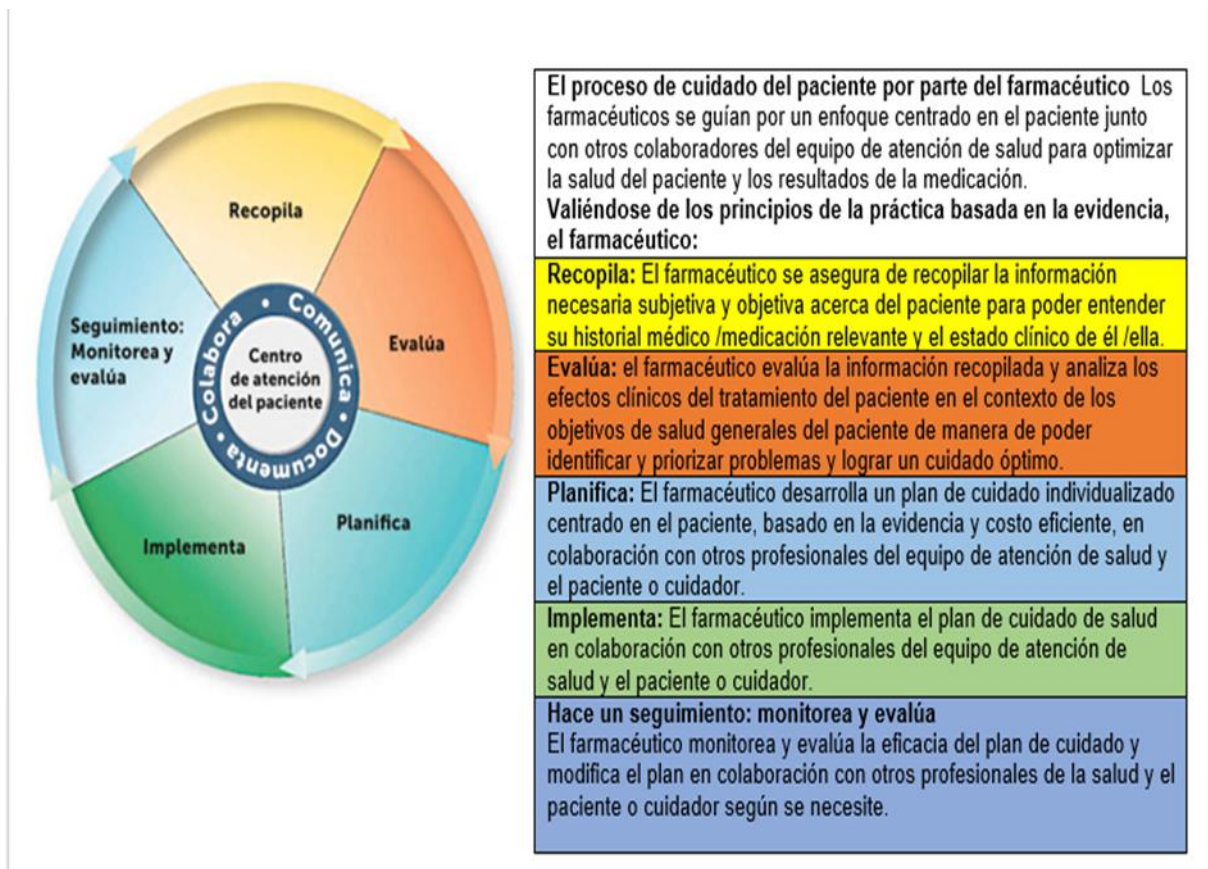 Recopila
Evalúa
Planifica
Implementa
Seguimiento:
Monitorea y
evalúa
• Comunica • Documenta • Colabora
Centro
de atención
del paciente
El proceso de cuidado del paciente por parte del farmacéutico Los
farmacéuticos se guían por un enfoque centrado en el paciente junto
con otros colaboradores del equipo de atención de salud para optimizar
la salud del paciente y los resultados de la medicación.
Valiéndose de los principios de la práctica basada en la evidencia,
el farmacéutico:
Recopila: El farmacéutico se asegura de recopilar la información
necesaria subjetiva y objetiva acerca del paciente para poder entender
su historial médico /medicación relevante y el estado clínico de él /ella.
Evalúa: el farmacéutico evalúa la información recopilada y analiza los
efectos clínicos del tratamiento del paciente en el contexto de los
objetivos de salud generales del paciente de manera de poder
identificar y priorizar problemas y lograr un cuidado óptimo.
Planifica: El farmacéutico desarrolla un plan de cuidado individualizado
centrado en el paciente, basado en la evidencia y costo eficiente, en
colaboración con otros profesionales del equipo de atención de salud y
el paciente o cuidador.
Implementa: El farmacéutico implementa el plan de cuidado de salud
en colaboración con otros profesionales del equipo de atención de
salud y el paciente o cuidador.
Hace un seguimiento: monitorea y evalúa
El farmacéutico monitorea y evalúa la eficacia del plan de cuidado y
modifica el plan en colaboración con otros profesionales de la salud y el
paciente o cuidador según se necesite.